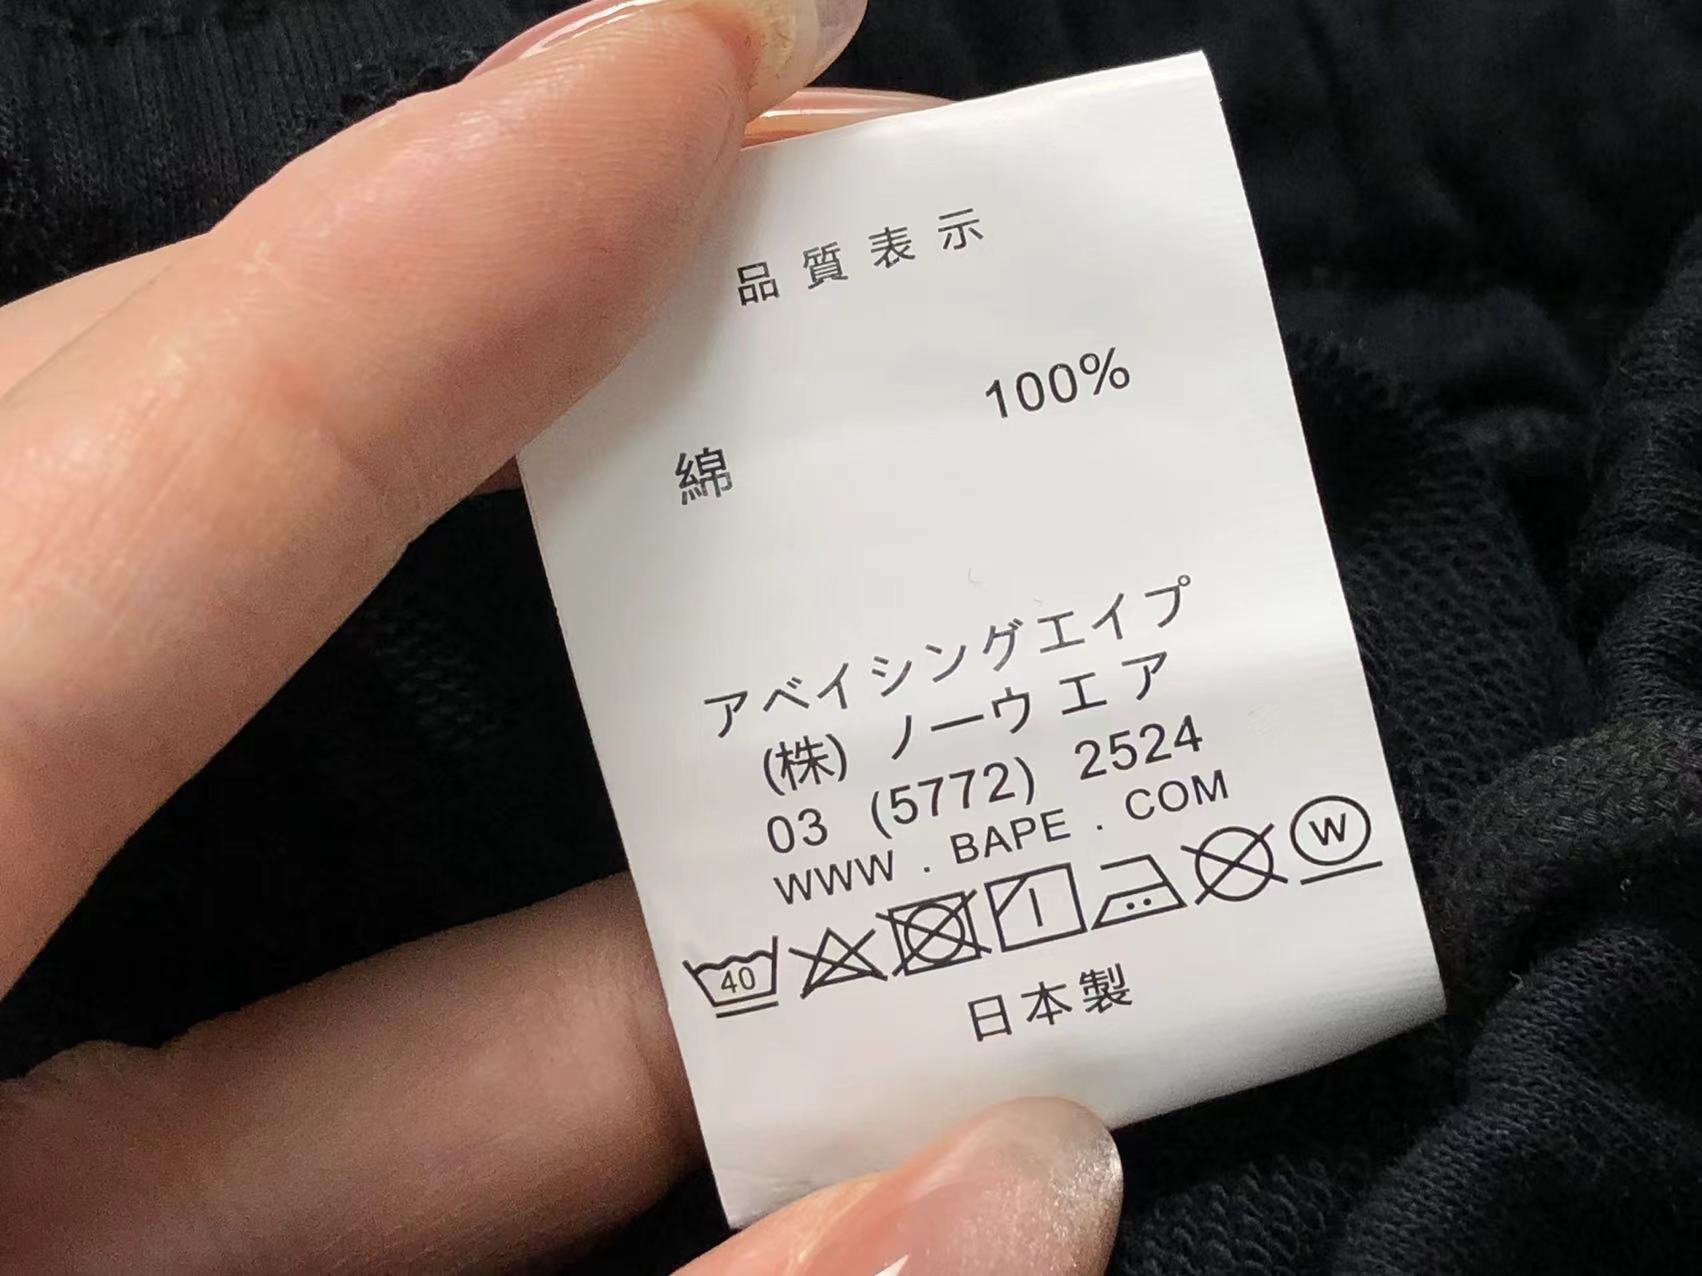 品質表示
100%
綿
アベイシングエイプ
(株) ノーウエア
03 (5772) 2524
WWW . BAPE . COM
40 W
日本製